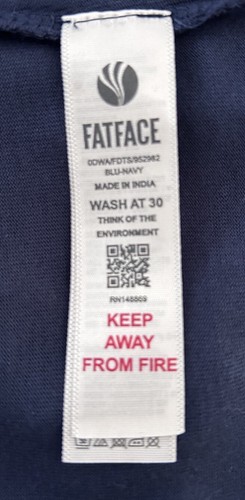 FATFACE
0DWA/FDTS/952982
BLU-NAVY
MADE IN INDIA
WASH AT 30
THINK OF THE
ENVIRONMENT
RN148869
KEEP
AWAY
FROM FIRE